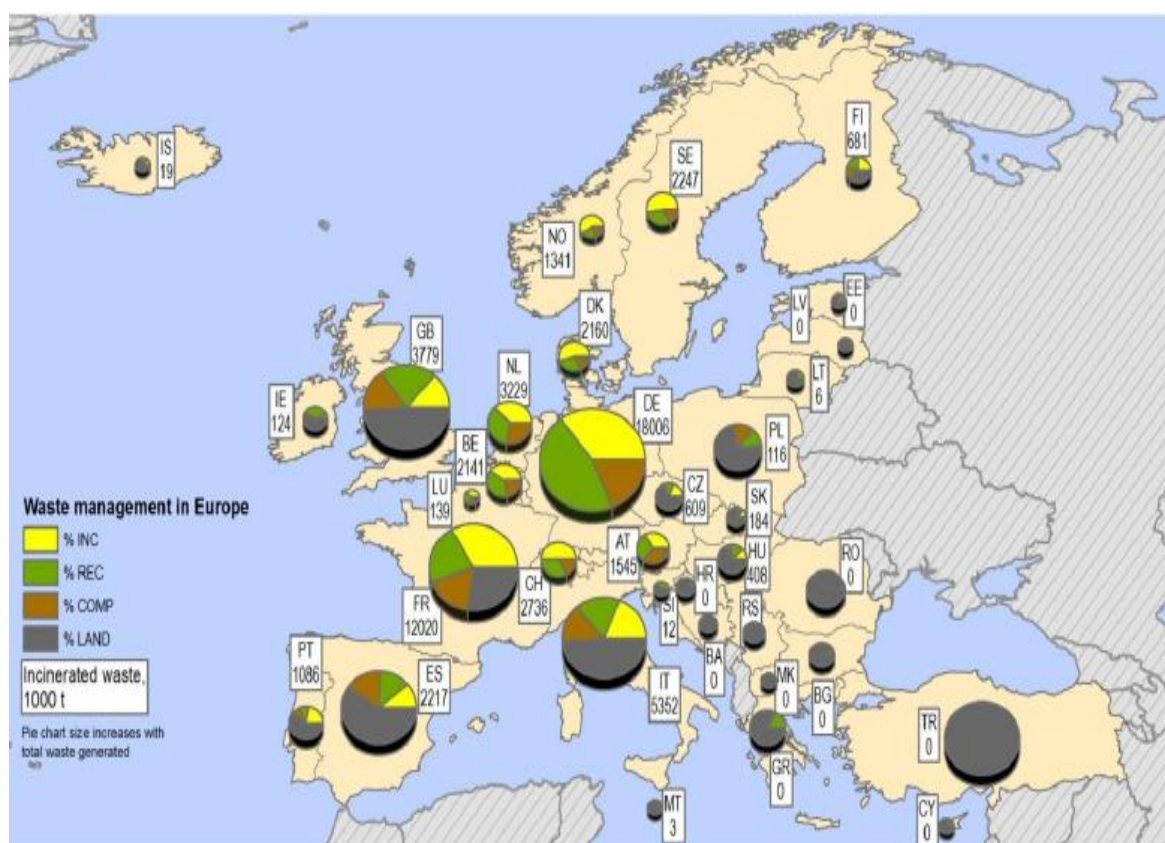 IS
19
FI
681
SE
2247
NO
1341
DK
2160
LV
0
EE
0
LT
6
GB
3779
NL
3229
IE
124
BE
2141
DE
18006
PL
116
LU
139
CZ
609
SK
184
Waste management in Europe
% INC
% REC
% COMP
% LAND
Incinerated waste,
1000 t
Pie chart size increases with
total waste generated
FR
12020
CH
2736
AT
1545
HU
408
RO
0
HR
0
SI
12
RS
BA
0
MK
0
BG
0
PT
1086
ES
2217
IT
5352
GR
0
TR
0
MT
3
CY
0